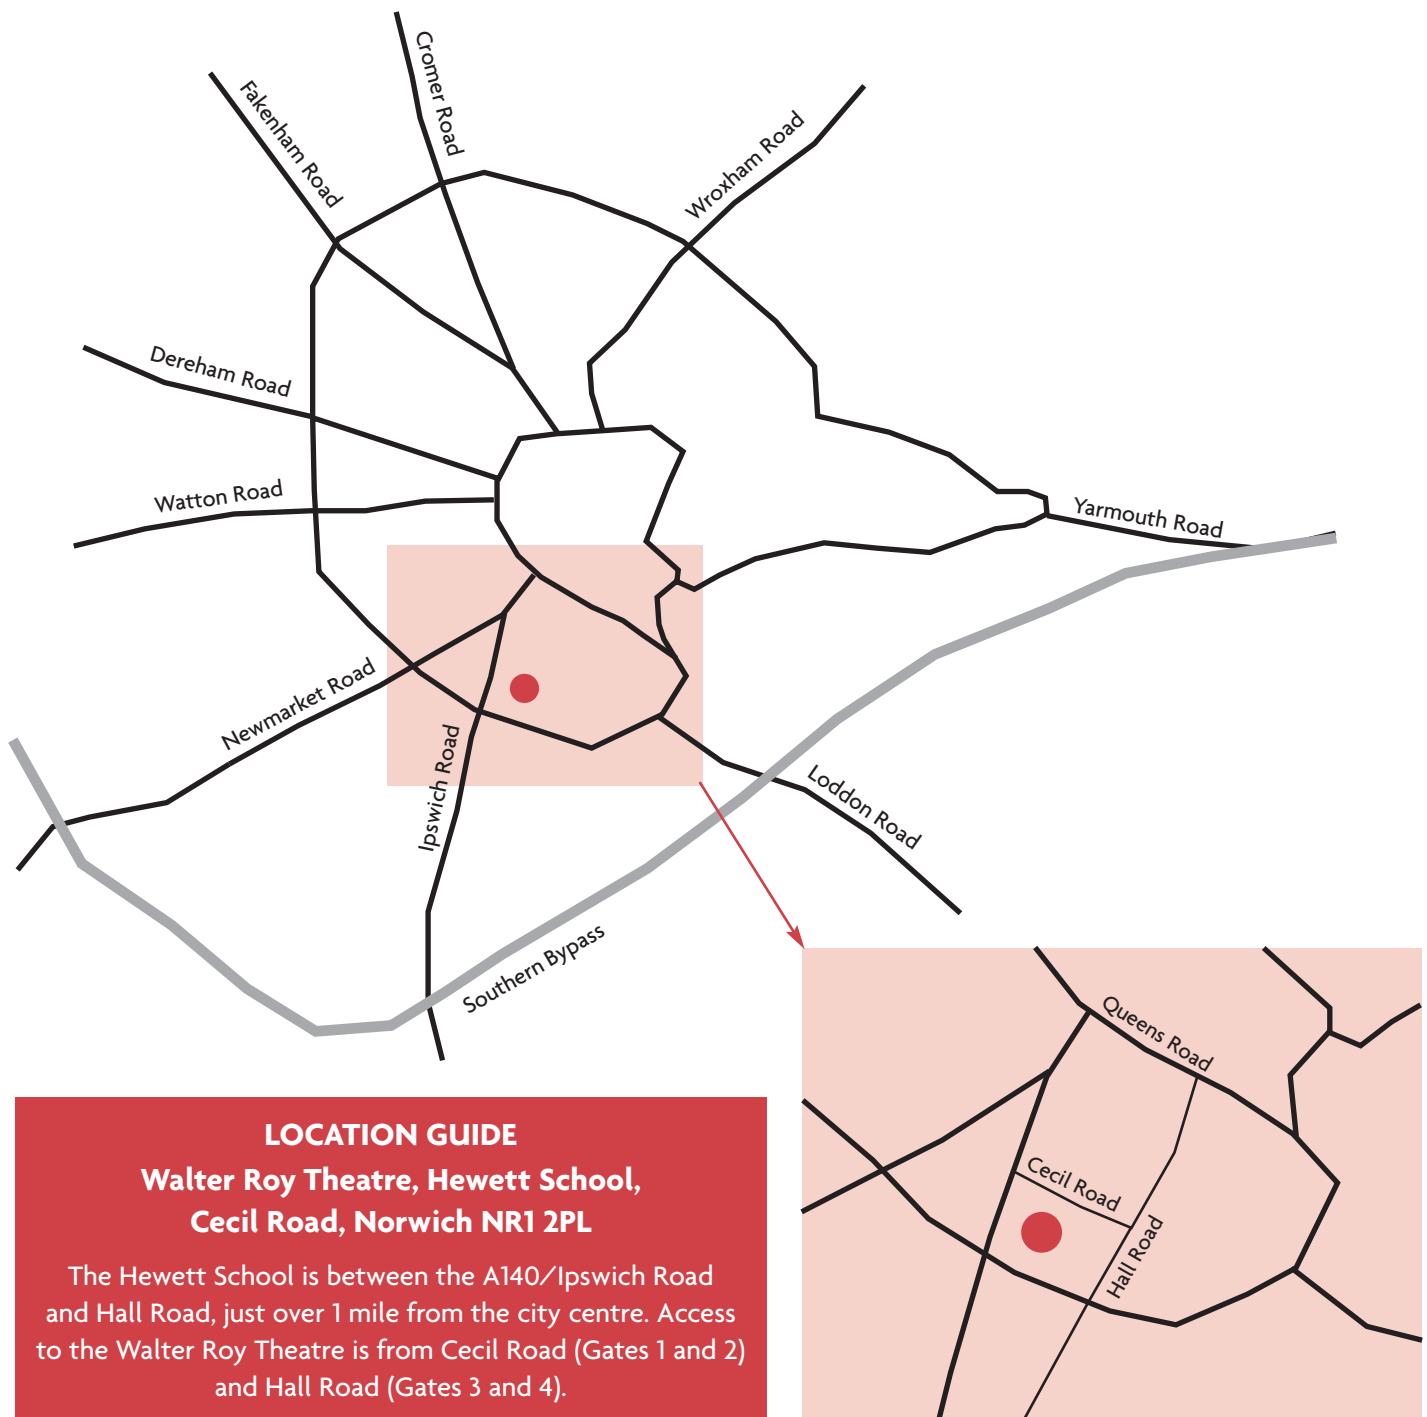 Cromer Road
Fakenham Road
Wroxham Road
Dereham Road
Watton Road
Yarmouth Road
Newmarket Road
Ipswich Road
Loddon Road
Southern Bypass
Queens Road
Cecil Road
Hall Road
LOCATION GUIDE
Walter Roy Theatre, Hewett School,
Cecil Road, Norwich NR1 2PL
The Hewett School is between the A140/Ipswich Road
and Hall Road, just over 1 mile from the city centre. Access
to the Walter Roy Theatre is from Cecil Road (Gates 1 and 2)
and Hall Road (Gates 3 and 4).